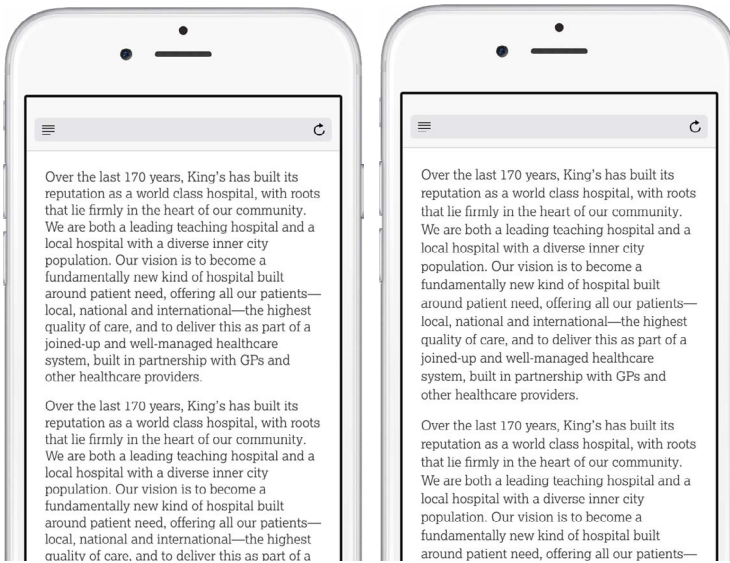 Over the last 170 years, King's has built its
reputation as a world class hospital, with roots
that lie firmly in the heart of our community.
We are both a leading teaching hospital and a
local hospital with a diverse inner city
population. Our vision is to become a
fundamentally new kind of hospital built
around patient need, offering all our patients—
local, national and international—the highest
quality of care, and to deliver this as part of a
joined-up and well-managed healthcare
system, built in partnership with GPs and
other healthcare providers.
Over the last 170 years, King's has built its
reputation as a world class hospital, with roots
that lie firmly in the heart of our community.
We are both a leading teaching hospital and a
local hospital with a diverse inner city
population. Our vision is to become a
fundamentally new kind of hospital built
around patient need, offering all our patients—
local, national and international—the highest
quality of care, and to deliver this as part of a
Over the last 170 years, King's has built its
reputation as a world class hospital, with roots
that lie firmly in the heart of our community.
We are both a leading teaching hospital and a
local hospital with a diverse inner city
population. Our vision is to become a
fundamentally new kind of hospital built
around patient need, offering all our patients—
local, national and international—the highest
quality of care, and to deliver this as part of a
joined-up and well-managed healthcare
system, built in partnership with GPs and
other healthcare providers.
Over the last 170 years, King's has built its
reputation as a world class hospital, with roots
that lie firmly in the heart of our community.
We are both a leading teaching hospital and a
local hospital with a diverse inner city
population. Our vision is to become a
fundamentally new kind of hospital built
around patient need, offering all our patients—